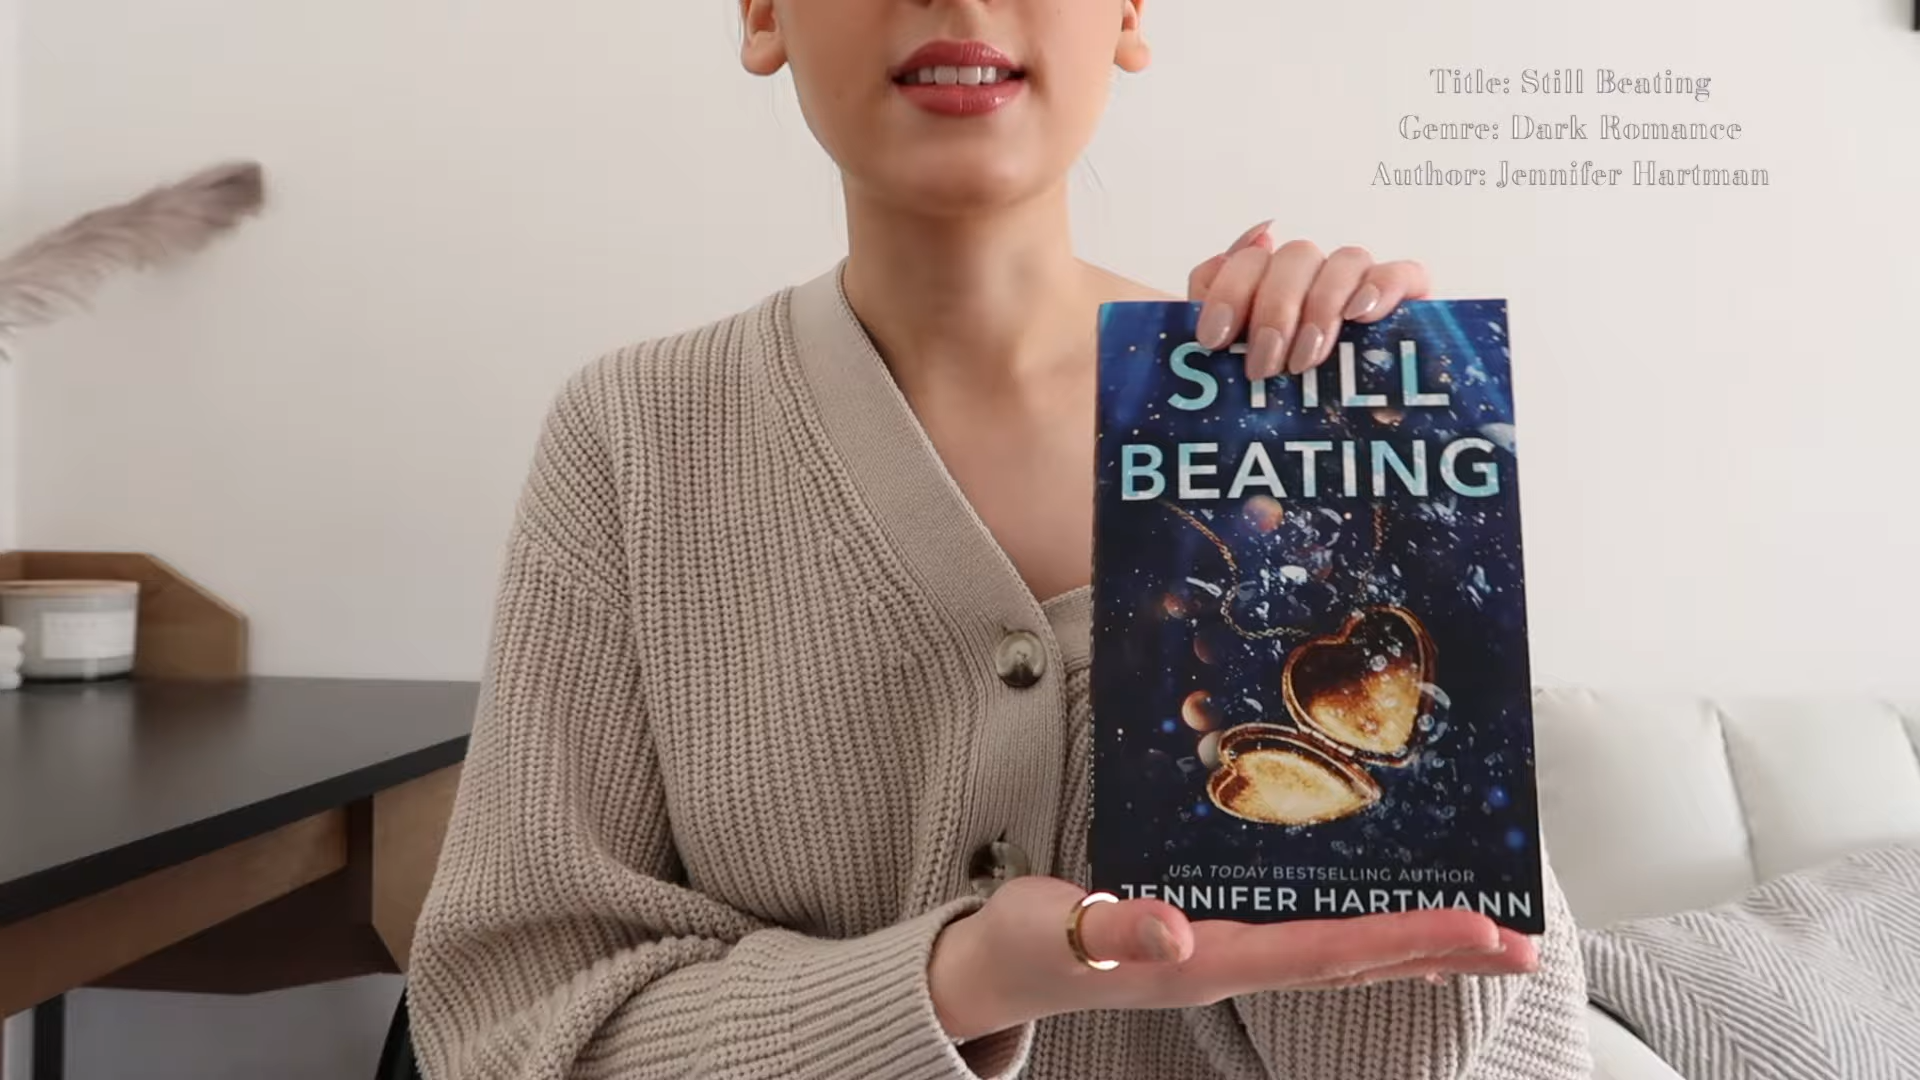 Title: Still Beating
Genre: Dark Romance
Author: Jennifer Hartman
STILL
BEATING
USA TODAY BESTSELLING AUTHOR
JENNIFER HARTMANN